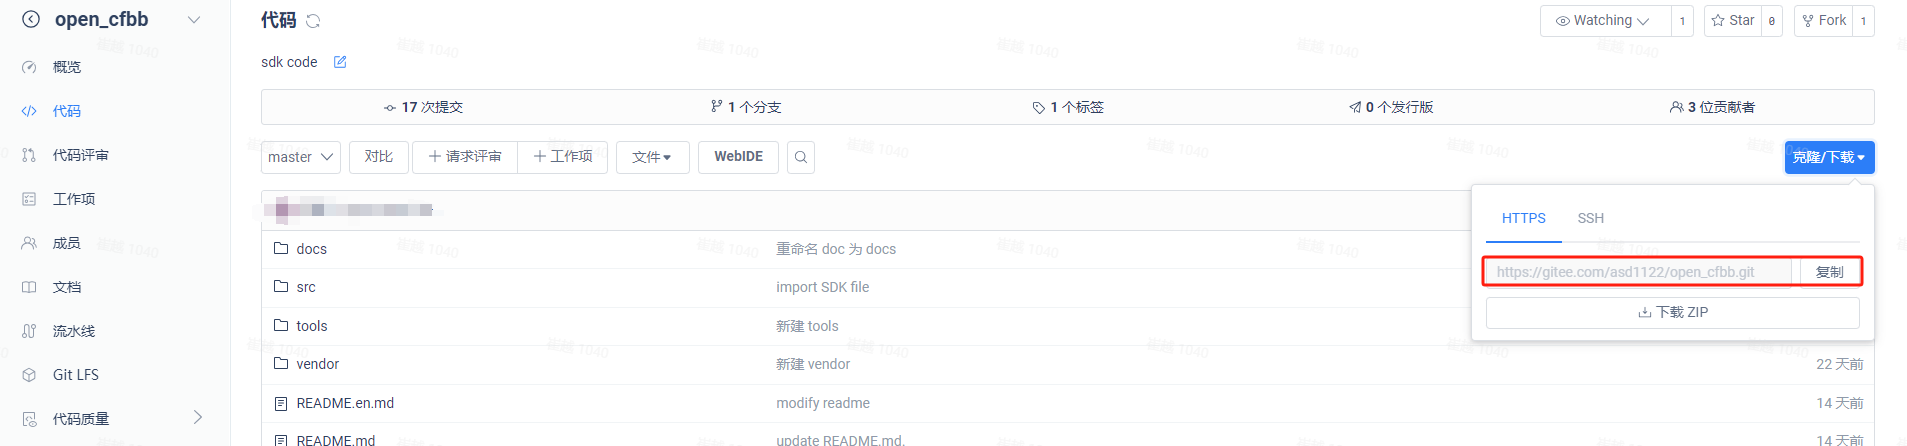 open_cfbb
概览
代码
代码评审
工作项
成员
文档
流水线
Git LFS
代码质量
代码
Watching 1
Star 0
Fork 1
sdk code
17 次提交
1 个分支
1 个标签
0 个发行版
3 位贡献者
master
对比
请求评审
工作项
文件
WebIDE
克隆/下载
HTTPS
SSH
https://gitee.com/asd1122/open_cfbb.git
复制
下载 ZIP
docs 重命名 doc 为 docs
src import SDK file
tools 新建 tools
vendor 新建 vendor 22 天前
README.en.md modify readme 14 天前
README.md update README.md. 14 天前
崔越 1040